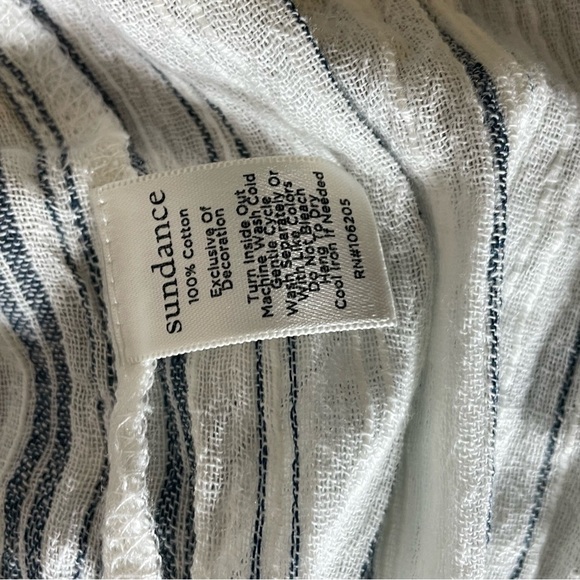 sundance
100% Cotton
Exclusive Of
Decoration
Turn Inside Out
Machine Wash Cold
Gentle Cycle
Wash Separately Or
With Like Colors
Do Not Bleach
Hang To Dry
Cool Iron If Needed
RN#106205